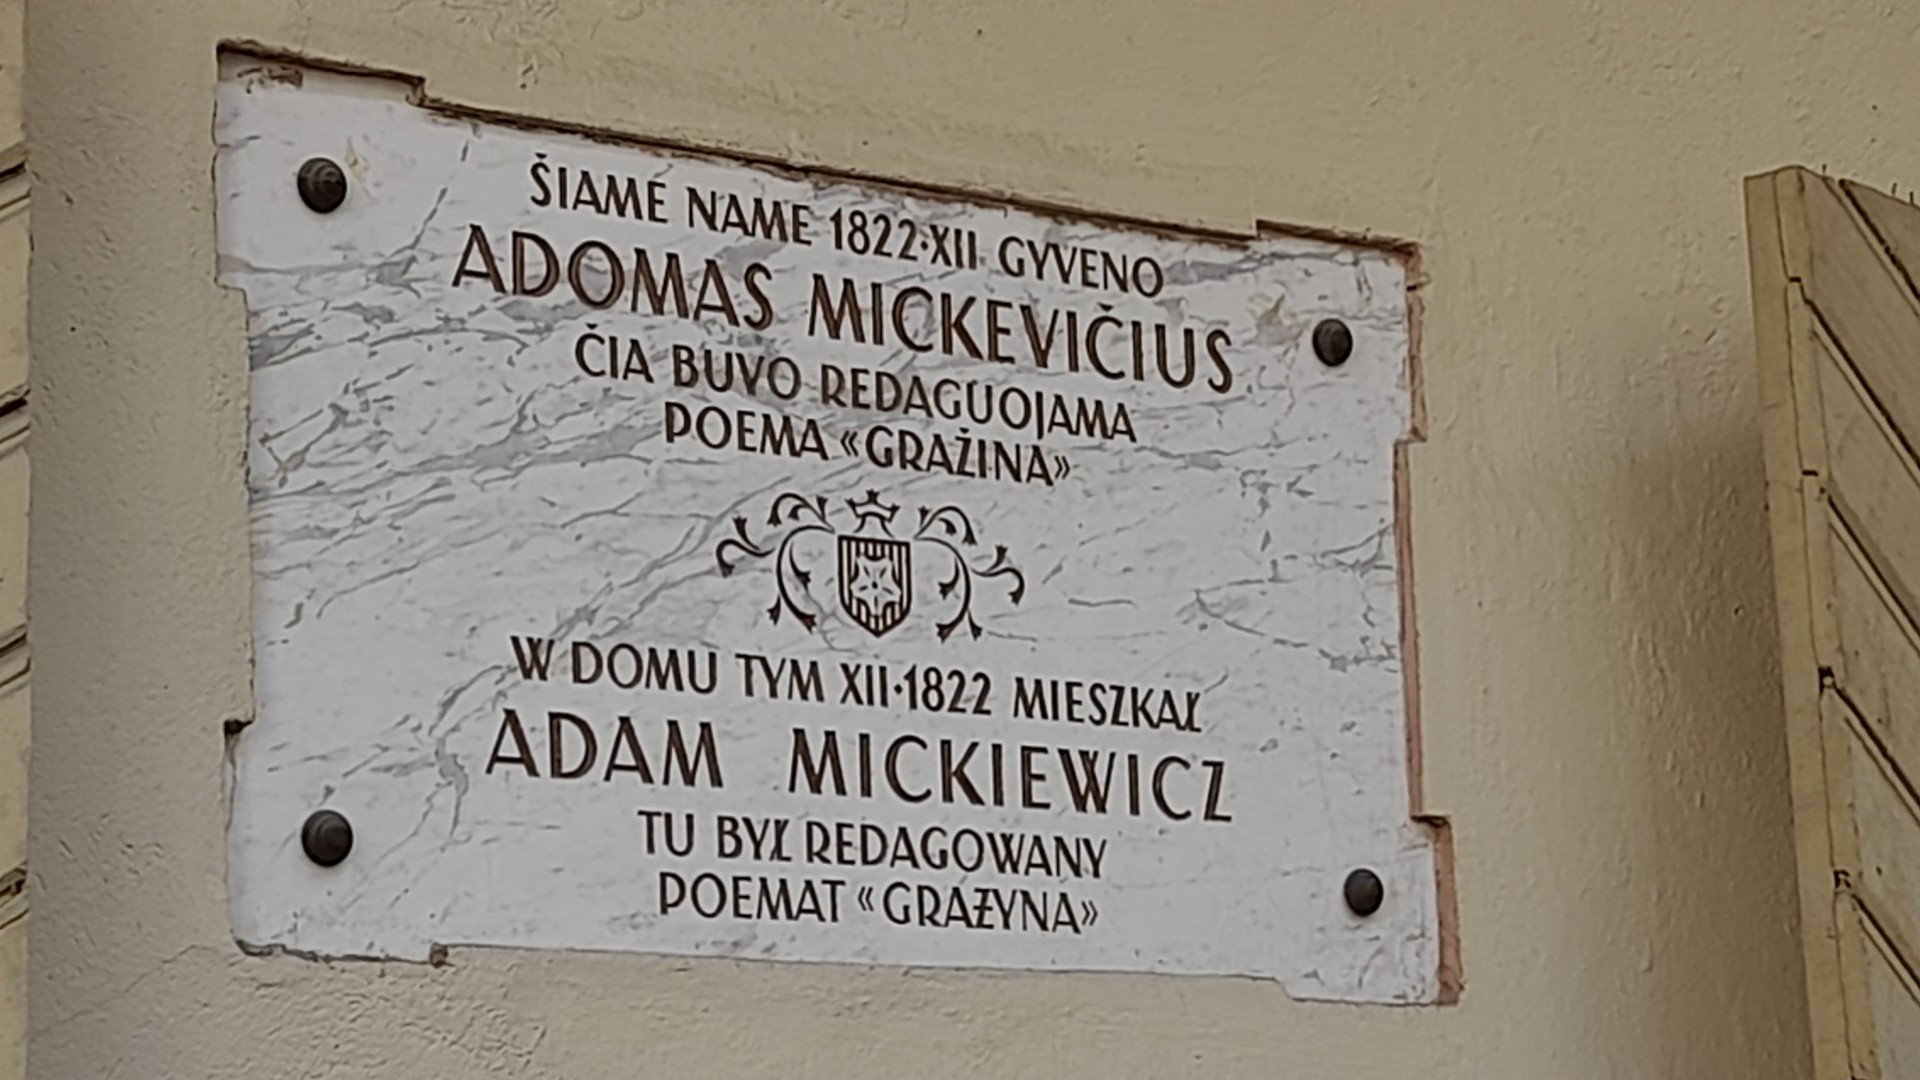 ŠIAME NAME 1822·XII GYVENO
ADOMAS MICKEVIČIUS
ČIA BUVO REDAGUOJAMA
POEMA «GRAŽINA»
W DOMU TYM XII·1822 MIESZKAŁ
ADAM MICKIEWICZ
TU BYŁ REDAGOWANY
POEMAT «GRAŻYNA»